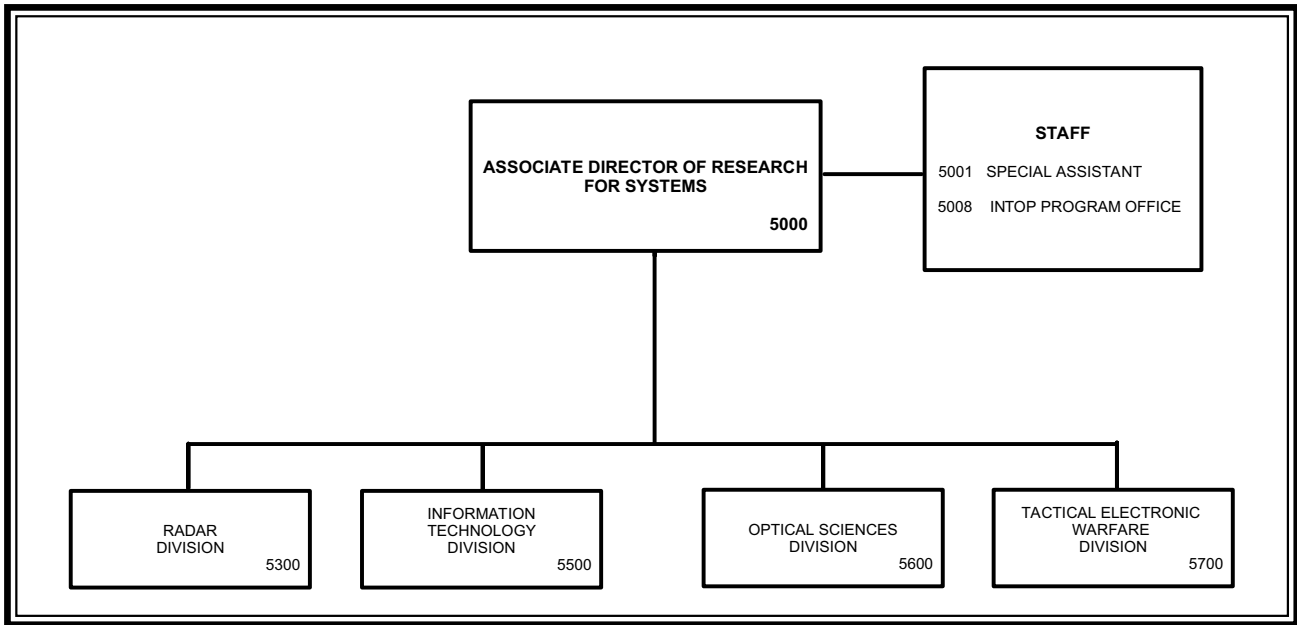 ASSOCIATE DIRECTOR OF RESEARCH
FOR SYSTEMS
5000
STAFF
5001 SPECIAL ASSISTANT
5008 INTOP PROGRAM OFFICE
RADAR
DIVISION
5300
INFORMATION
TECHNOLOGY
DIVISION
5500
OPTICAL SCIENCES
DIVISION
5600
TACTICAL ELECTRONIC
WARFARE
DIVISION
5700